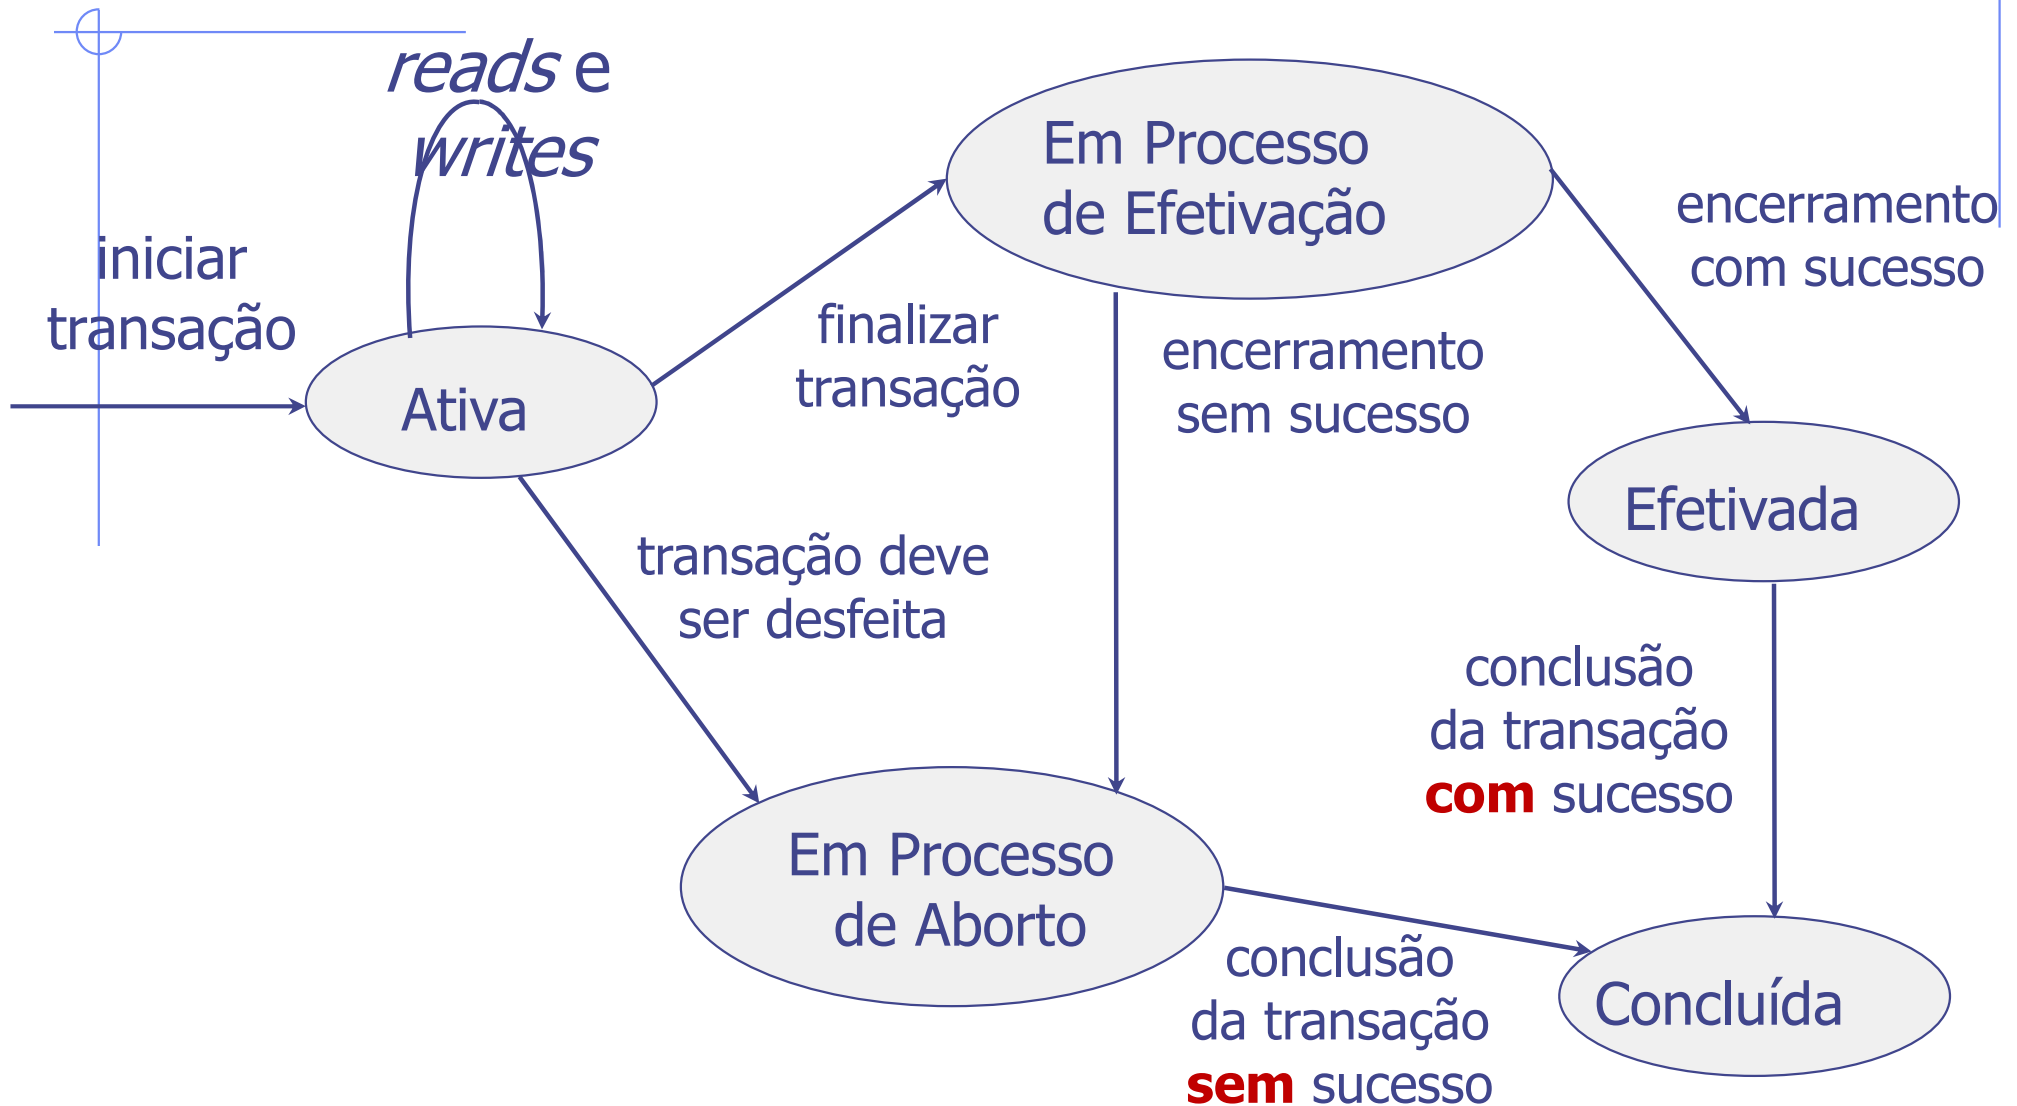 reads e
writes
iniciar
transação
Ativa
finalizar
transação
Em Processo
de Efetivação
encerramento
com sucesso
encerramento
sem sucesso
Efetivada
transação deve
ser desfeita
conclusão
da transação
com sucesso
Em Processo
de Aborto
conclusão
da transação
sem sucesso
Concluída